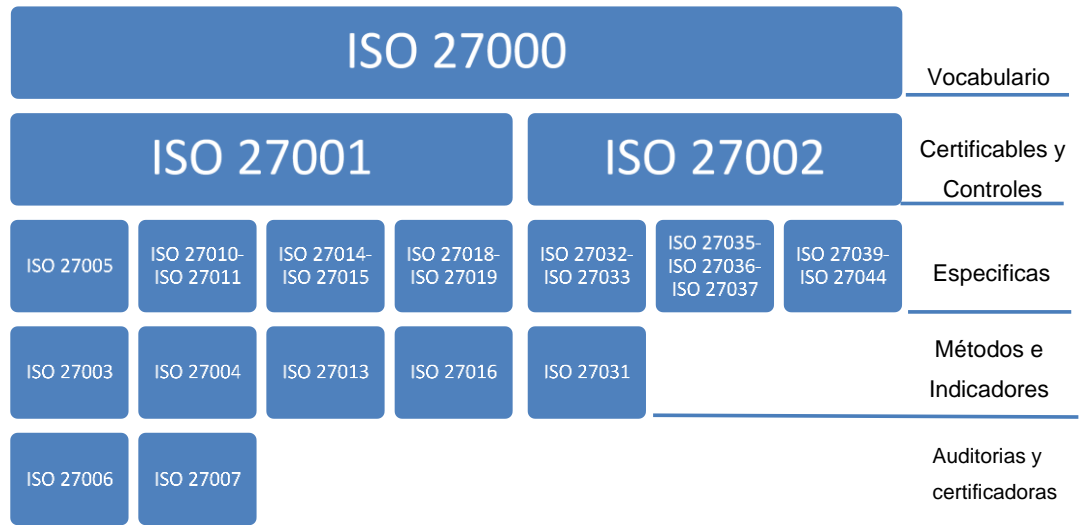 ISO 27000
Vocabulario
ISO 27001
ISO 27002
Certificables y
Controles
ISO 27005
ISO 27010-
ISO 27011
ISO 27014-
ISO 27015
ISO 27018-
ISO 27019
ISO 27032-
ISO 27033
ISO 27035-
ISO 27036-
ISO 27037
ISO 27039-
ISO 27044
Especificas
ISO 27003
ISO 27004
ISO 27013
ISO 27016
ISO 27031
Métodos e
Indicadores
ISO 27006
ISO 27007
Auditorias y
certificadoras